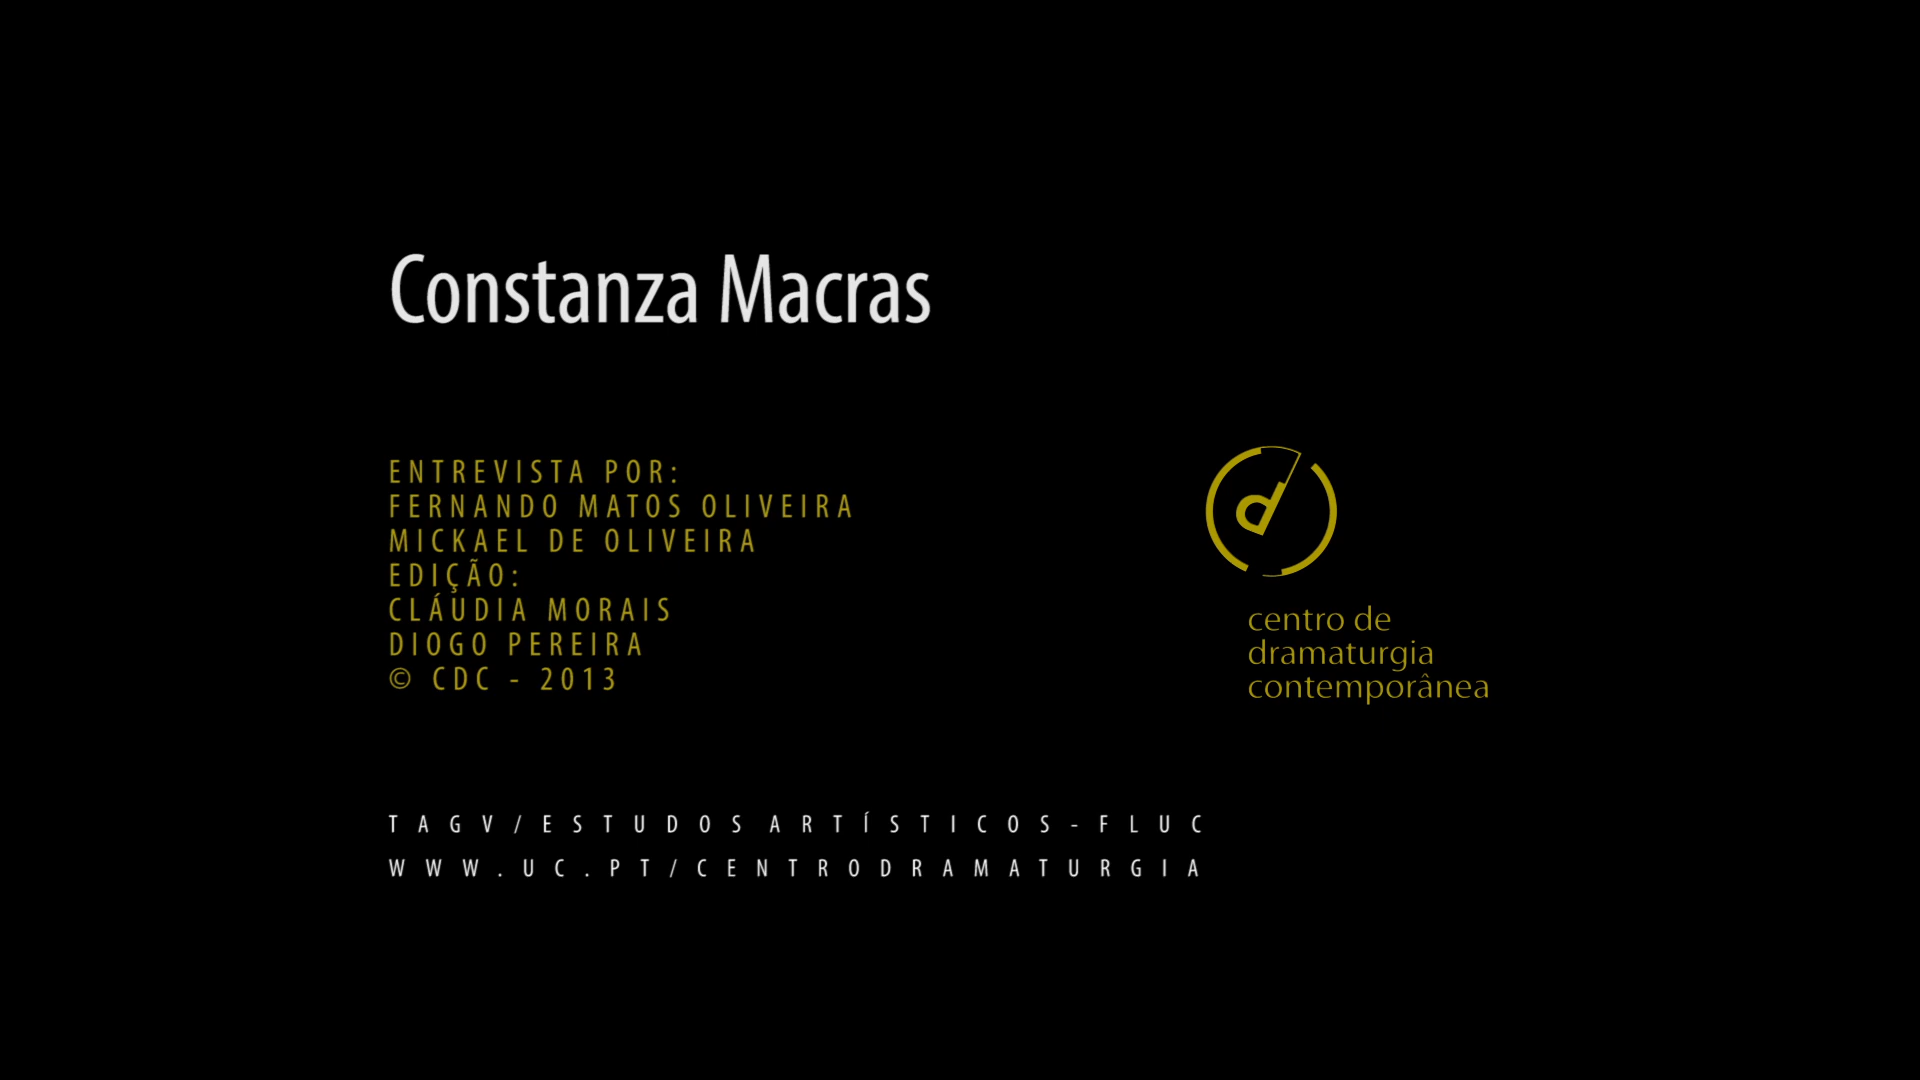 Constanza Macras
ENTREVISTA POR:
FERNANDO MATOS OLIVEIRA
MICKAEL DE OLIVEIRA
EDIÇÃO:
CLÁUDIA MORAIS
DIOGO PEREIRA
© CDC - 2013
d
centro de
dramaturgia
contemporânea
TAGV/ESTUDOS ARTÍSTICOS-FLUC
WWW.UC.PT/CENTRODRAMATURGIA